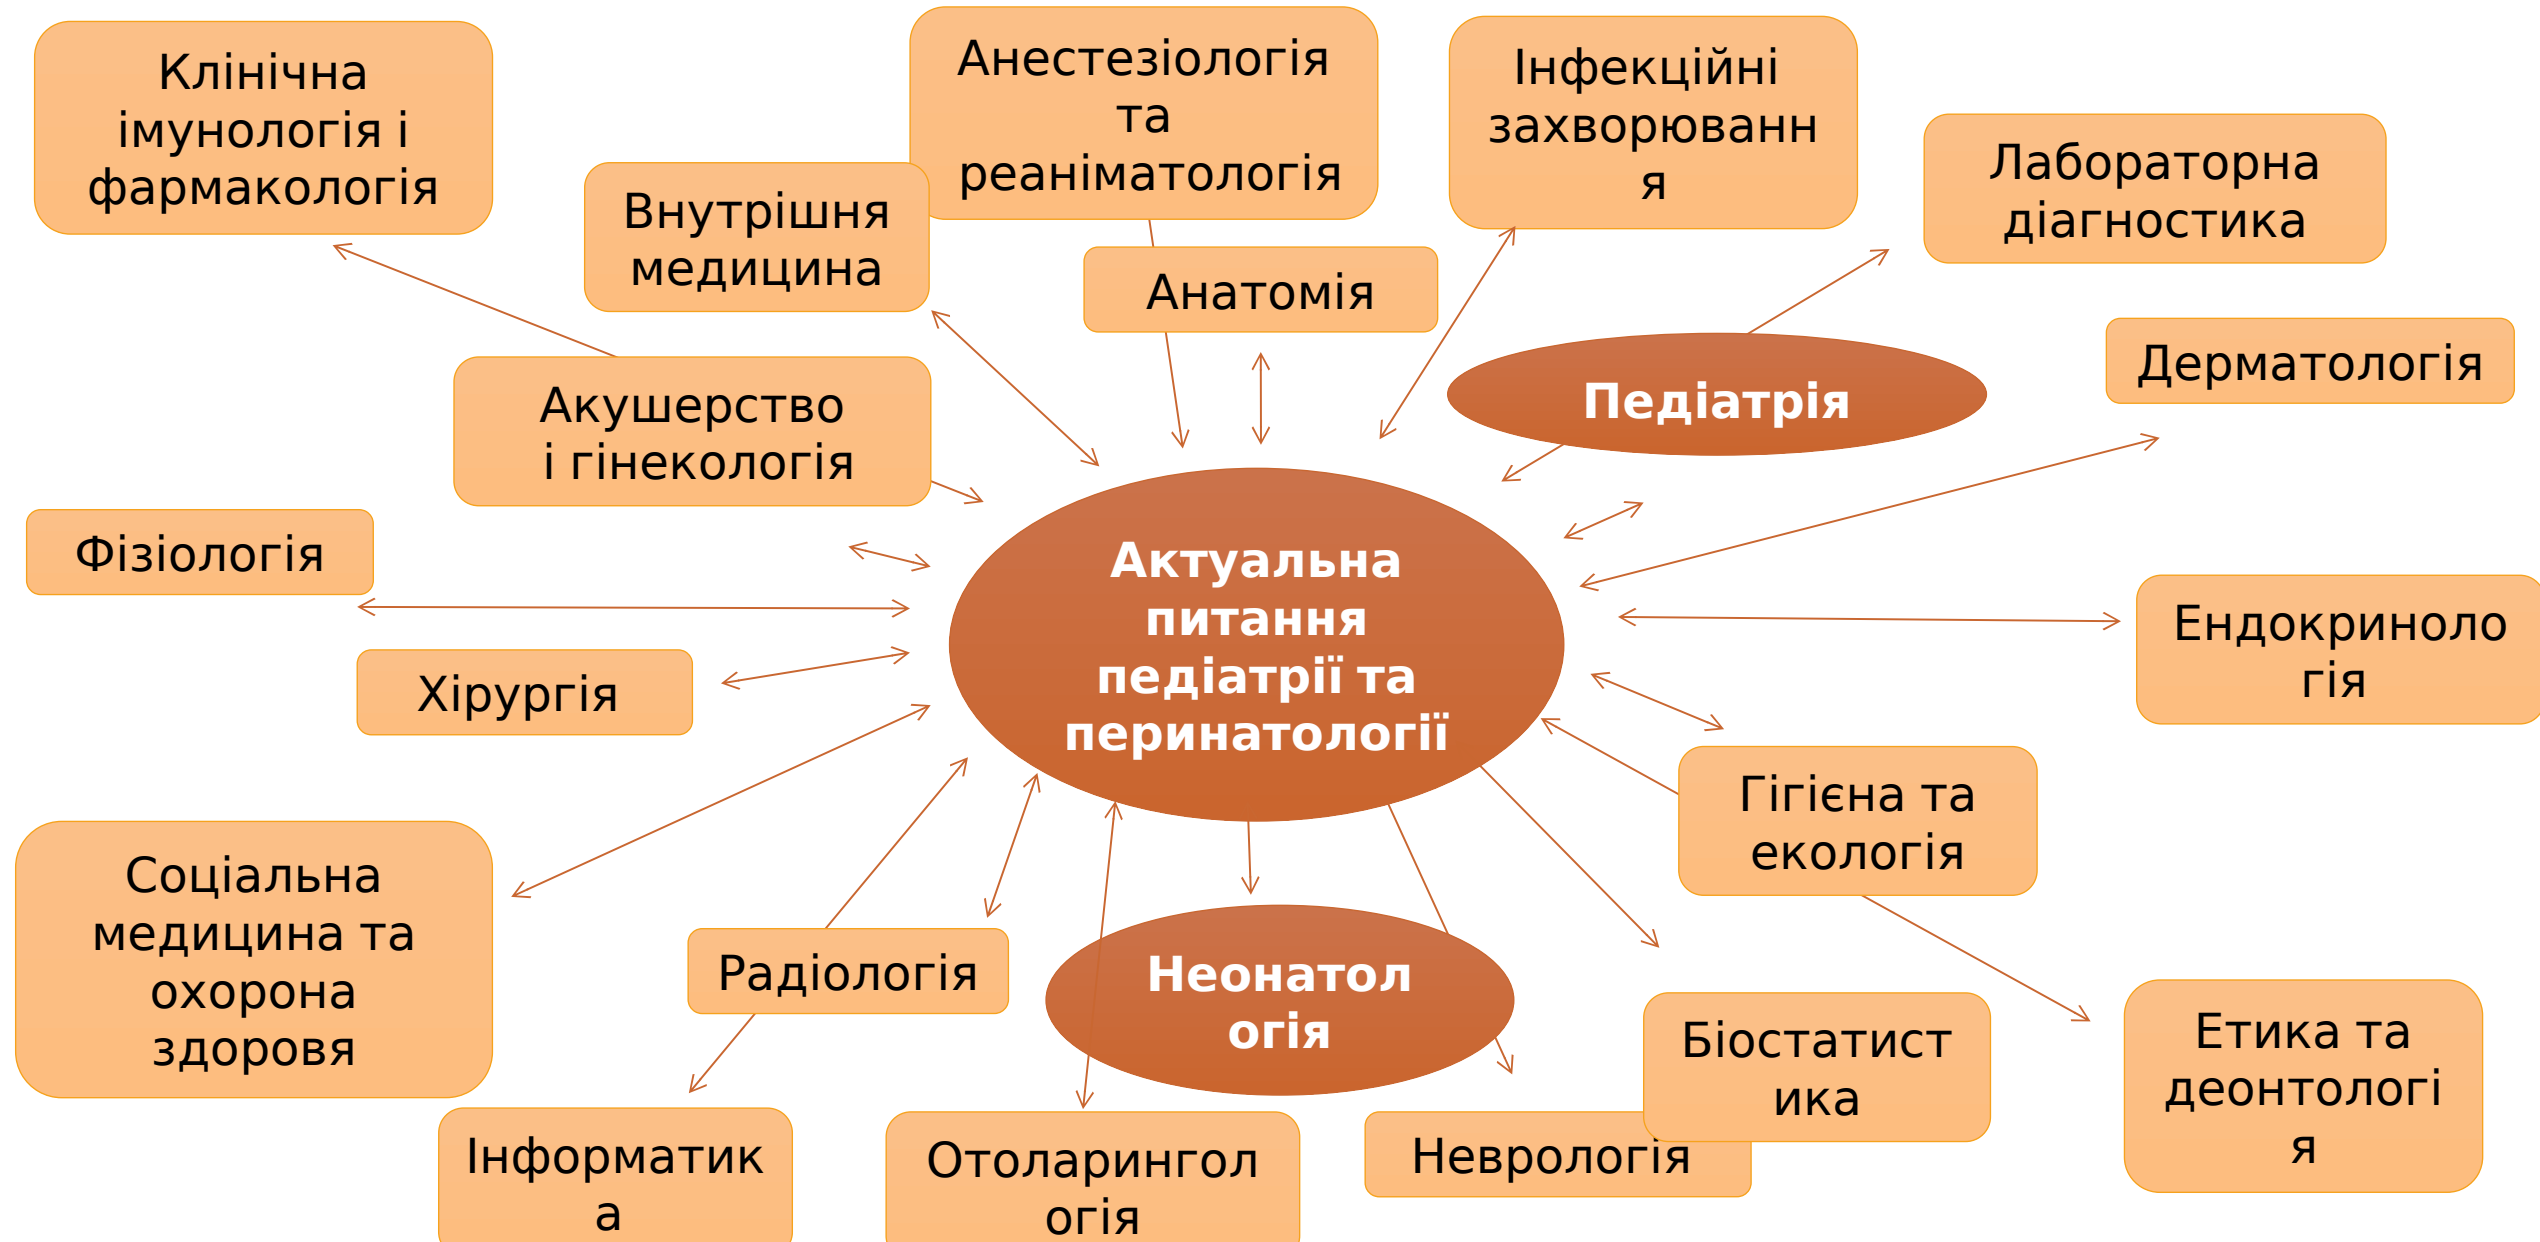 Клінічна
імунологія і
фармакологія
Анестезіологія
та
реаніматологія
Інфекційні
захворюванн
я
Лабораторна
діагностика
Внутрішня
медицина
Анатомія
Дерматологія
Педіатрія
Акушерство
і гінекологія
Фізіологія
Актуальна
питання
педіатрії та
перинатології
Ендокриноло
гія
Хірургія
Гігієна та
екологія
Соціальна
медицина та
охорона
здоровя
Радіологія
Неонатол
огія
Біостатист
ика
Етика та
деонтологі
я
Інформатик
а
Отоларингол
огія
Неврологія